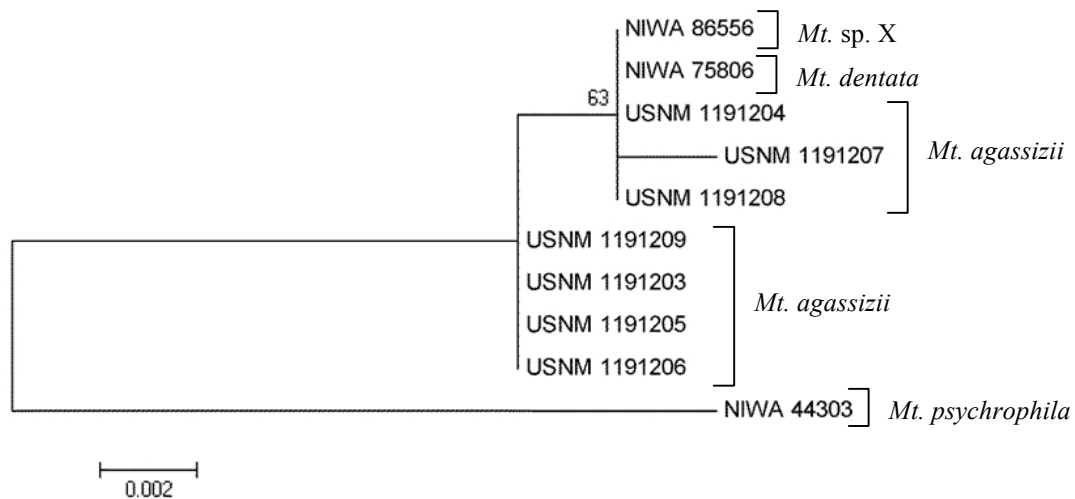 NIWA 86556
Mt. sp. X
NIWA 75806
Mt. dentata
63
USNM 1191204
USNM 1191207
Mt. agassizii
USNM 1191208
USNM 1191209
USNM 1191203
Mt. agassizii
USNM 1191205
USNM 1191206
NIWA 44303
Mt. psychrophila
0.002